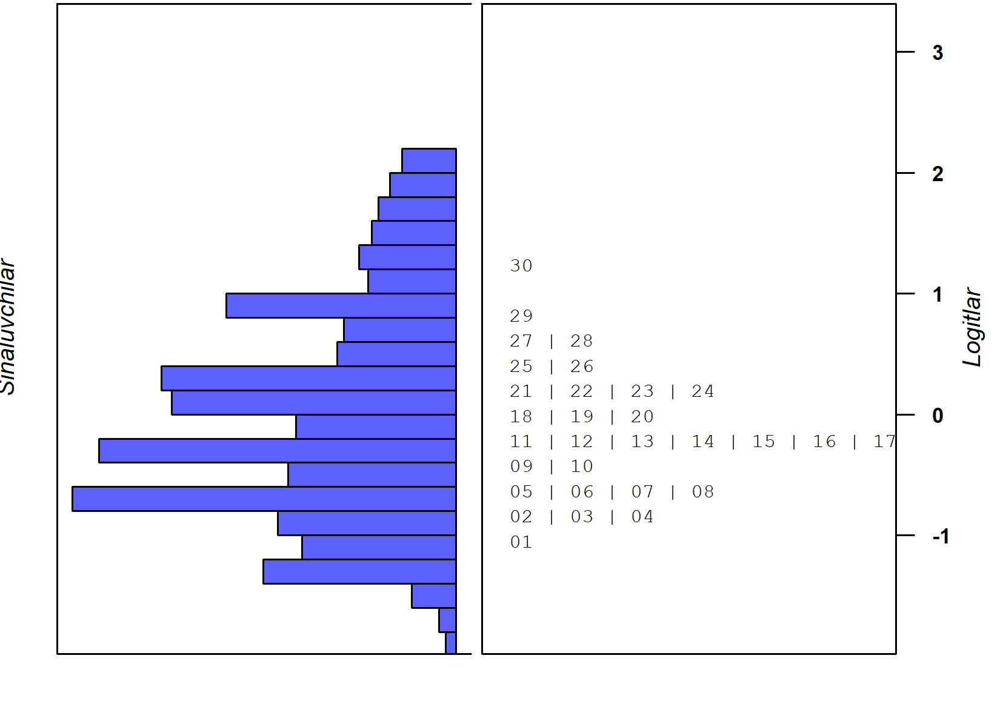 Sinaluvchilar
30
29
27 | 28
25 | 26
21 | 22 | 23 | 24
18 | 19 | 20
11 | 12 | 13 | 14 | 15 | 16 | 17
09 | 10
05 | 06 | 07 | 08
02 | 03 | 04
01
3
2
1
0
-1
Logitlar